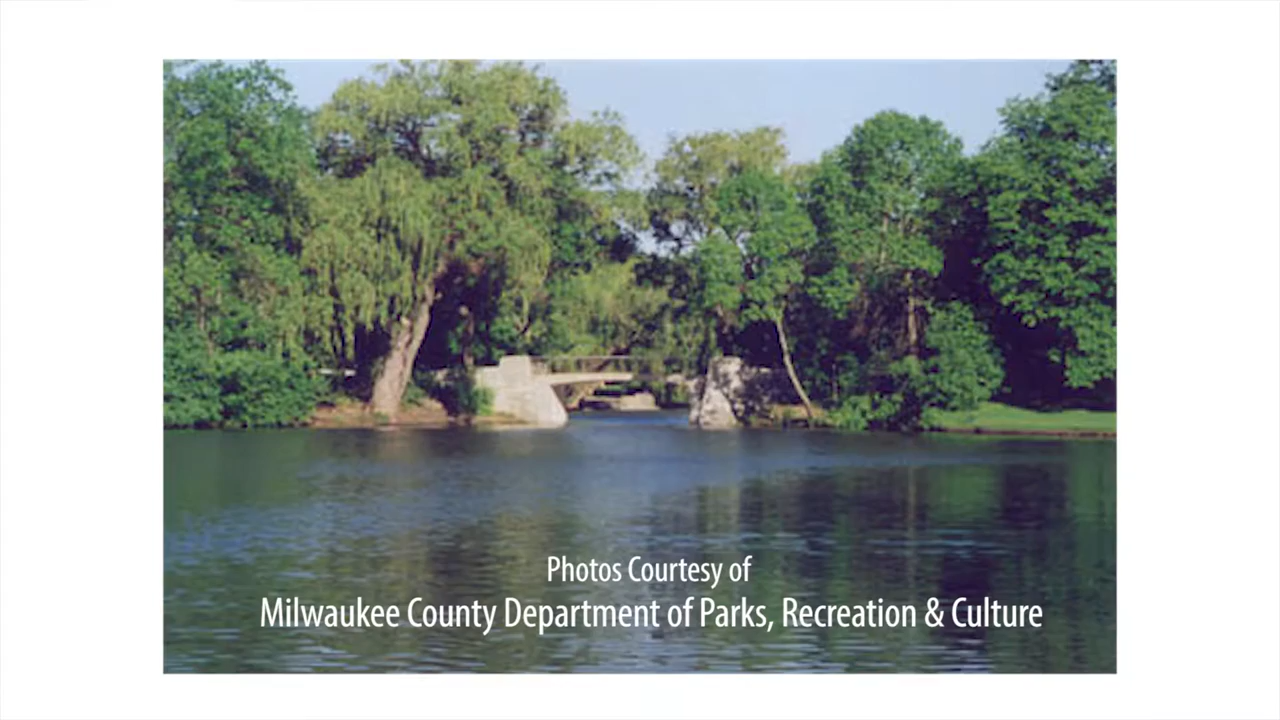 Photos Courtesy of
Milwaukee County Department of Parks, Recreation & Culture